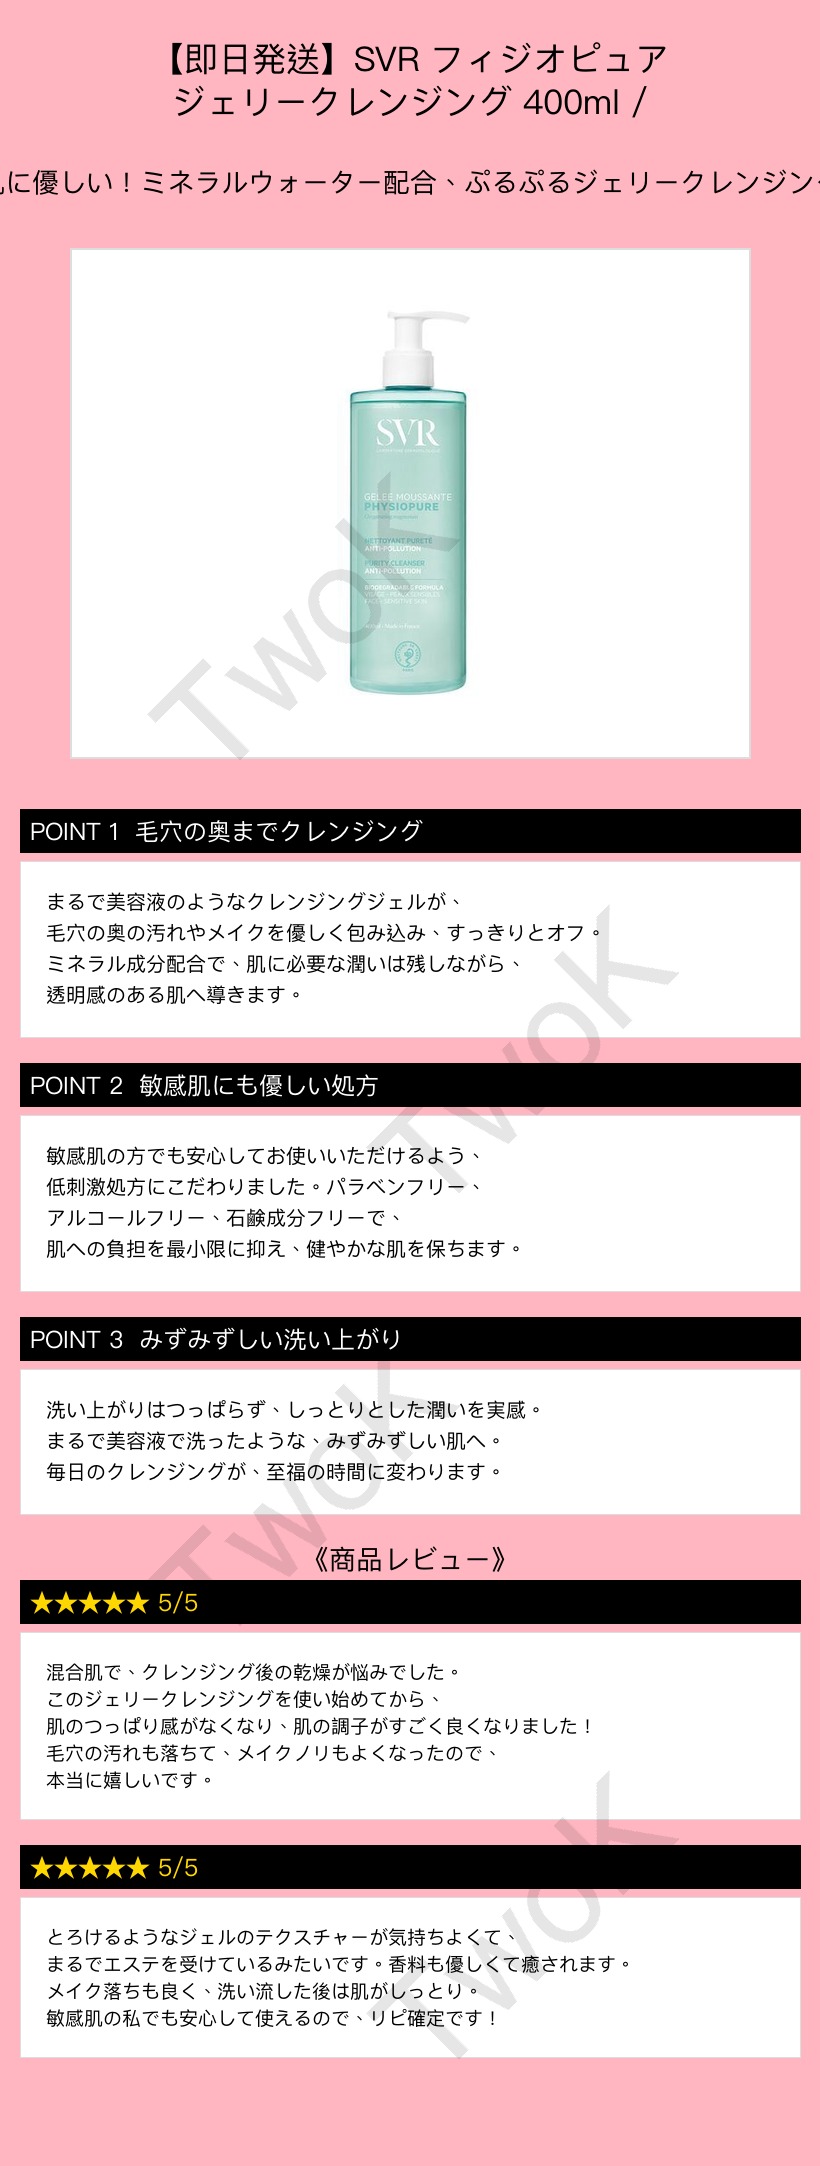 【即日発送】SVR フィジオピュア
ジェリークレンジング 400ml /
に優しい！ミネラルウォーター配合、ぷるぷるジェリークレンジン
SVR
GELÉE MOUSSANTE
PHYSIOPURE
NETTOYANT PURETÉ
ANTI-POLLUTION
PURITY CLEANSER
ANTI-POLLUTION
BIODEGRADABLE FORMULA
VISAGE - PEAUX SENSIBLES
FACE - SENSITIVE SKIN
TwoK
POINT 1 毛穴の奥までクレンジング
まるで美容液のようなクレンジングジェルが、
毛穴の奥の汚れやメイクを優しく包み込み、すっきりとオフ。
ミネラル成分配合で、肌に必要な潤いは残しながら、
透明感のある肌へ導きます。
TwoK
POINT 2 敏感肌にも優しい処方
敏感肌の方でも安心してお使いいただけるよう、
低刺激処方にこだわりました。パラベンフリー、
アルコールフリー、石鹸成分フリーで、
肌への負担を最小限に抑え、健やかな肌を保ちます。
POINT 3 みずみずしい洗い上がり
洗い上がりはつっぱらず、しっとりとした潤いを実感。
まるで美容液で洗ったような、みずみずしい肌へ。
毎日のクレンジングが、至福の時間に変わります。
TwoK
《商品レビュー》
★★★★★ 5/5
混合肌で、クレンジング後の乾燥が悩みでした。
このジェリークレンジングを使い始めてから、
肌のつっぱり感がなくなり、肌の調子がすごく良くなりました！
毛穴の汚れも落ちて、メイクノリもよくなったので、
本当に嬉しいです。
★★★★★ 5/5
とろけるようなジェルのテクスチャーが気持ちよくて、
まるでエステを受けているみたいです。香料も優しくて癒されます。
メイク落ちも良く、洗い流した後は肌がしっとり。
敏感肌の私でも安心して使えるので、リピ確定です！
TwoK